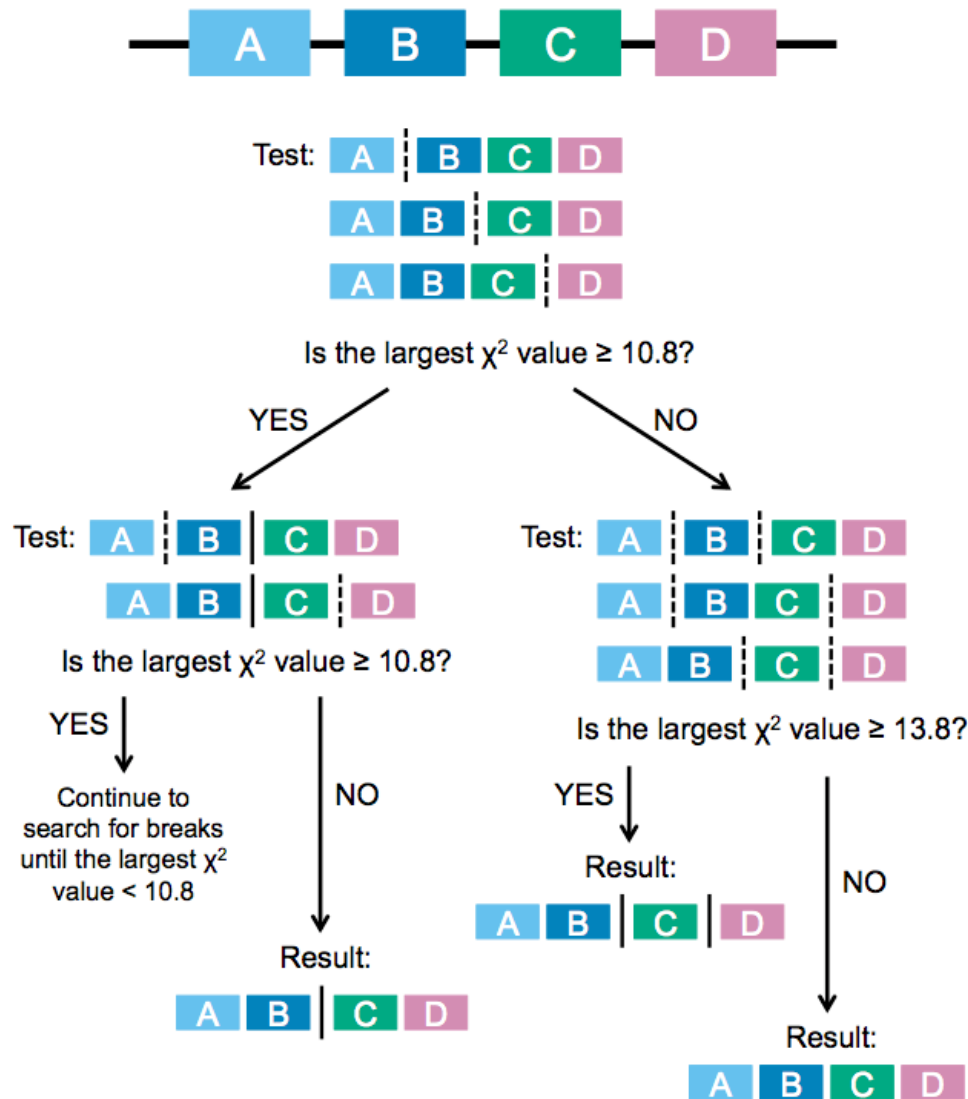 A B C D
Test: A B C D
A B C D
A B C D
Is the largest χ² value ≥ 10.8?
YES
NO
Test: A B C D
A B C D
Is the largest χ² value ≥ 10.8?
YES
NO
Continue to
search for breaks
until the largest χ²
value < 10.8
Result:
A B C D
Test: A B C D
A B C D
A B C D
Is the largest χ² value ≥ 13.8?
YES
NO
Result:
A B C D
Result:
A B C D